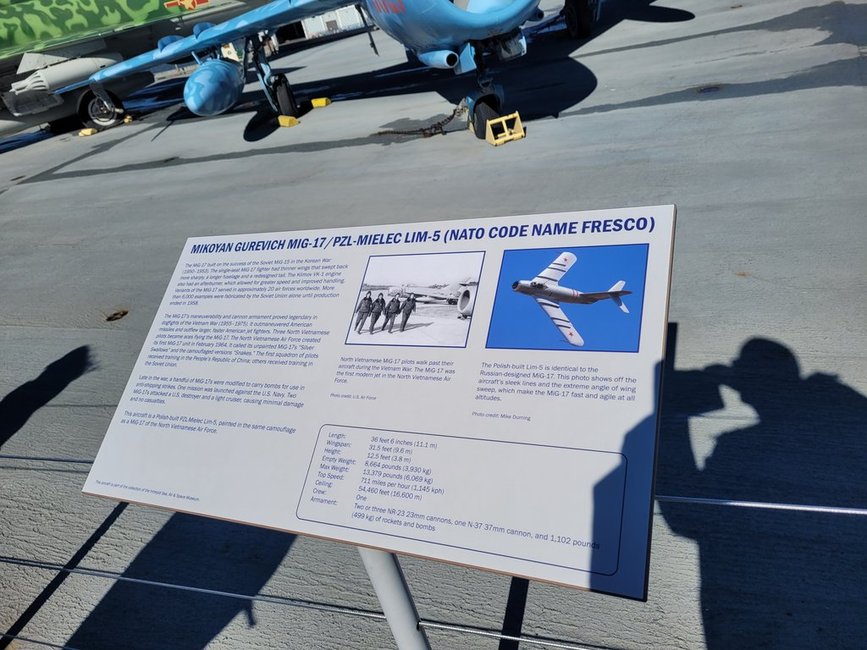 MIKOYAN GUREVICH MIG-17/PZL-MIELEC LIM-5 (NATO CODE NAME FRESCO)
The MiG-17 built on the success of the Soviet MiG-15 in the Korean War
(1950–1953). The single-seat MiG-17 fighter had thinner wings that swept back
more sharply, a longer fuselage and a redesigned tail. The Klimov VK-1 engine
also had an afterburner, which allowed for greater speed and improved handling.
Variants of the MiG-17 served in approximately 20 air forces worldwide. More
than 6,000 examples were fabricated by the Soviet Union alone until production
ended in 1958.
The MiG-17's maneuverability and cannon armament proved legendary in
dogfights of the Vietnam War (1955–1975); it outmaneuvered American
missiles and outflew larger, faster American jet fighters. Three North Vietnamese
pilots became aces flying the MiG-17. The North Vietnamese Air Force created
its first MiG-17 unit in February 1964. It called its unpainted MiG-17s "Silver
Swallows" and the camouflaged versions "Snakes." The first squadron of pilots
received training in the People's Republic of China; others received training in
the Soviet Union.
Late in the war, a handful of MiG-17s were modified to carry bombs for use in
anti-shipping strikes. One mission was launched against the U.S. Navy. Two
MiG-17s attacked a U.S. destroyer and a light cruiser, causing minimal damage
and no casualties.
This aircraft is a Polish-built PZL Mielec Lim-5, painted in the same camouflage
as a MiG-17 of the North Vietnamese Air Force.
This aircraft is part of the collection of the Intrepid Sea, Air & Space Museum.
North Vietnamese MiG-17 pilots walk past their
aircraft during the Vietnam War. The MiG-17 was
the first modern jet in the North Vietnamese Air
Force.
Photo credit: U.S. Air Force
The Polish-built Lim-5 is identical to the
Russian-designed MiG-17. This photo shows off the
aircraft's sleek lines and the extreme angle of wing
sweep, which make the MiG-17 fast and agile at all
altitudes.
Photo credit: Mike Durning
Length: 36 feet 6 inches (11.1 m)
Wingspan: 31.5 feet (9.6 m)
Height: 12.5 feet (3.8 m)
Empty Weight: 8,664 pounds (3,930 kg)
Max Weight: 13,379 pounds (6,069 kg)
Top Speed: 711 miles per hour (1,145 kph)
Ceiling: 54,460 feet (16,600 m)
Crew: One
Armament: Two or three NR-23 23mm cannons, one N-37 37mm cannon, and 1,102 pounds
(499 kg) of rockets and bombs